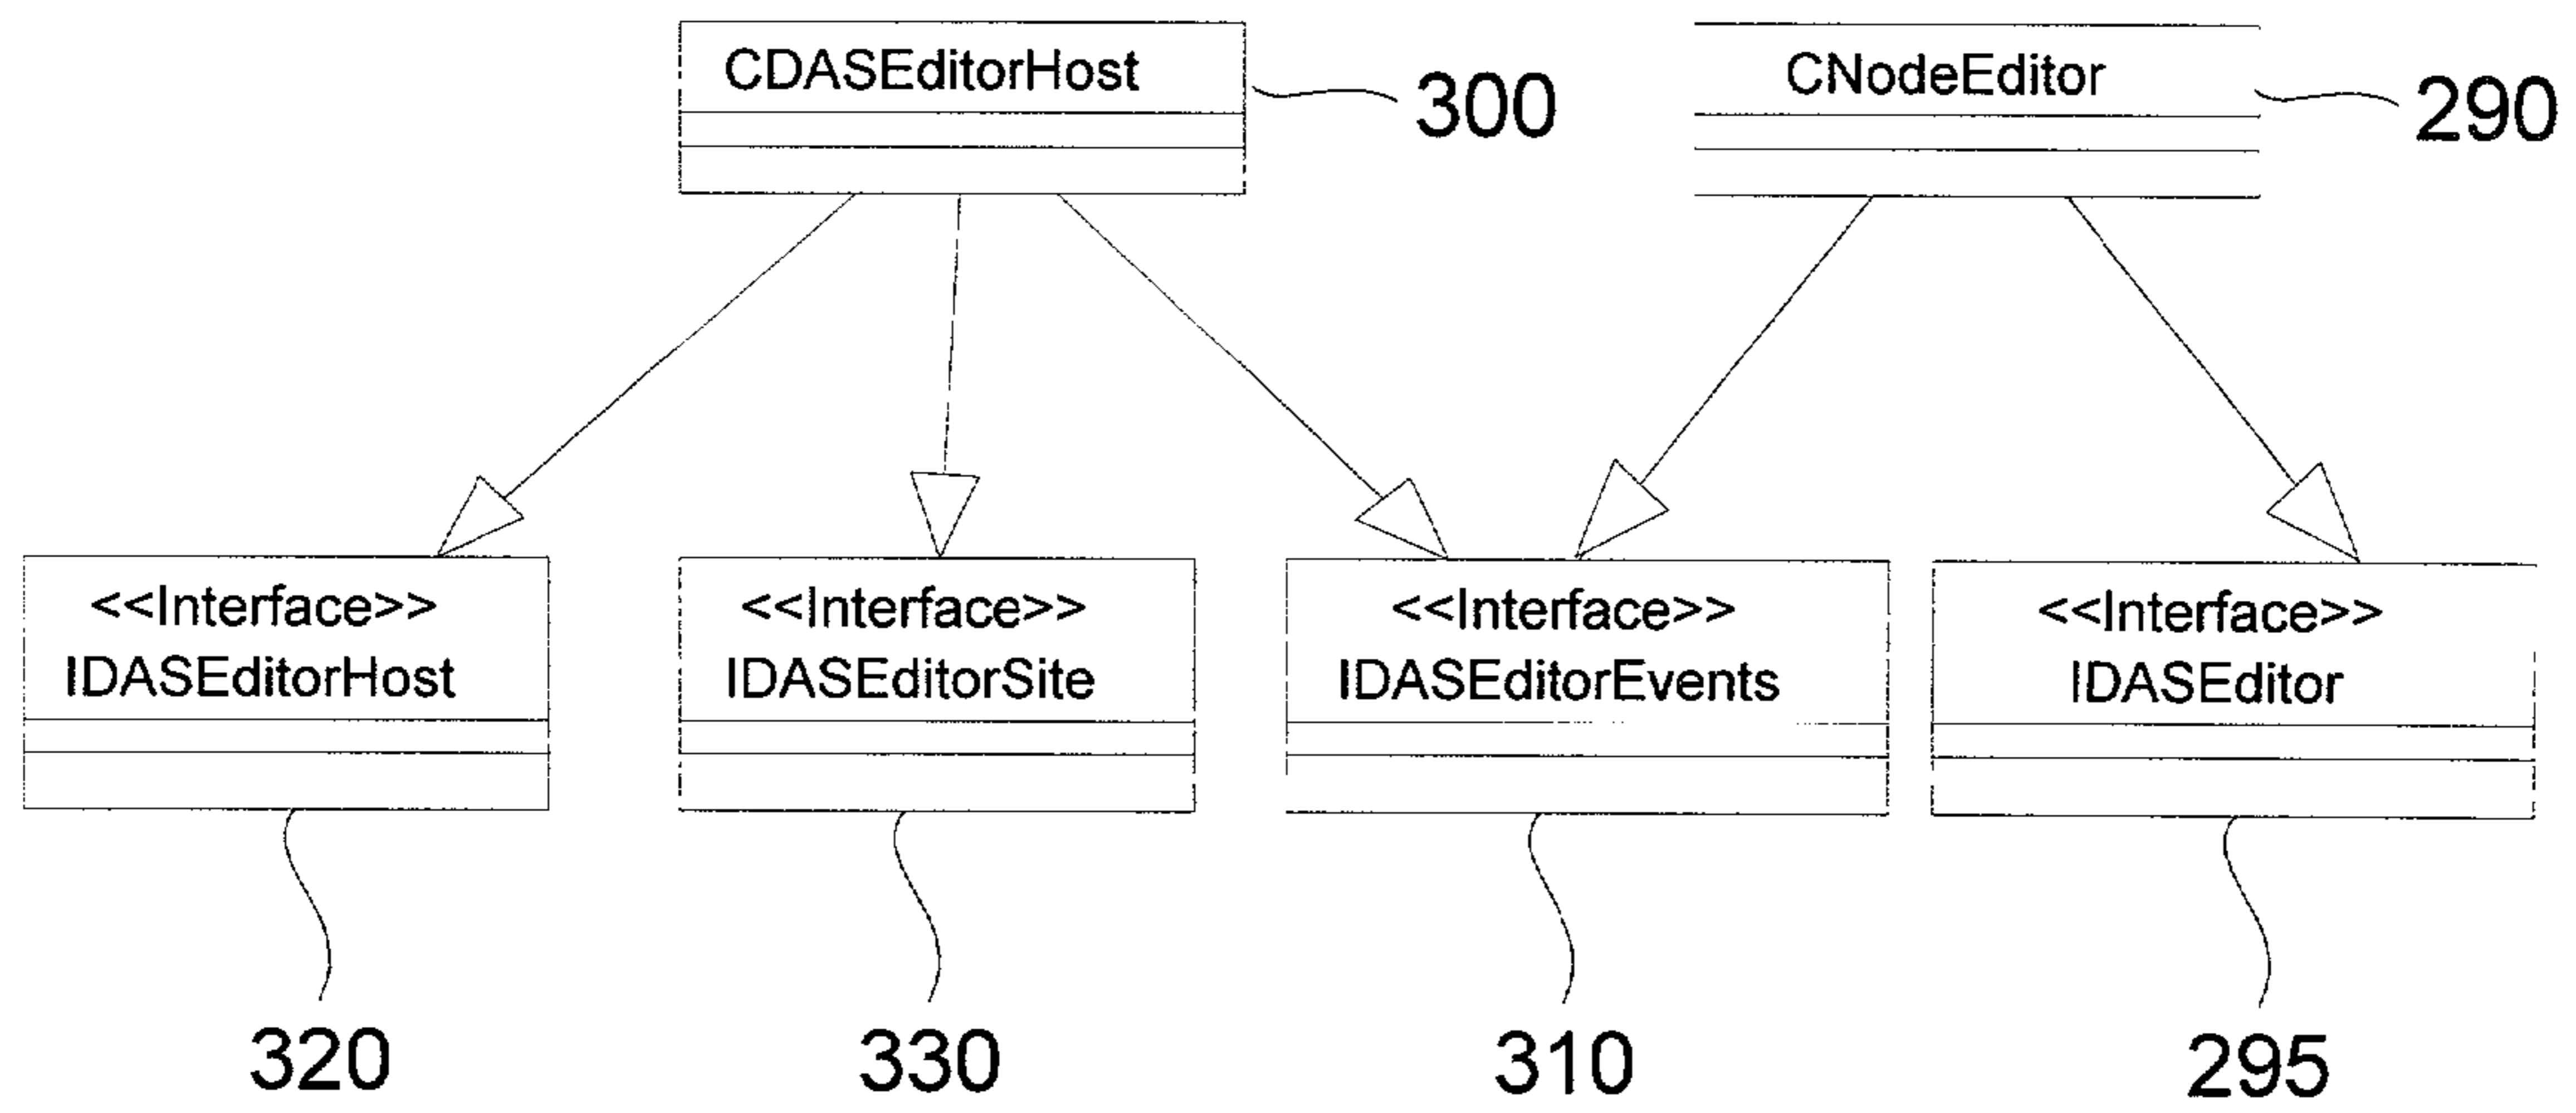 CDASEditorHost
300
CNodeEditor
290
<<Interface>>
IDASEditorHost
<<Interface>>
IDASEditorSite
<<Interface>>
IDASEditorEvents
<<Interface>>
IDASEditor
320
330
310
295